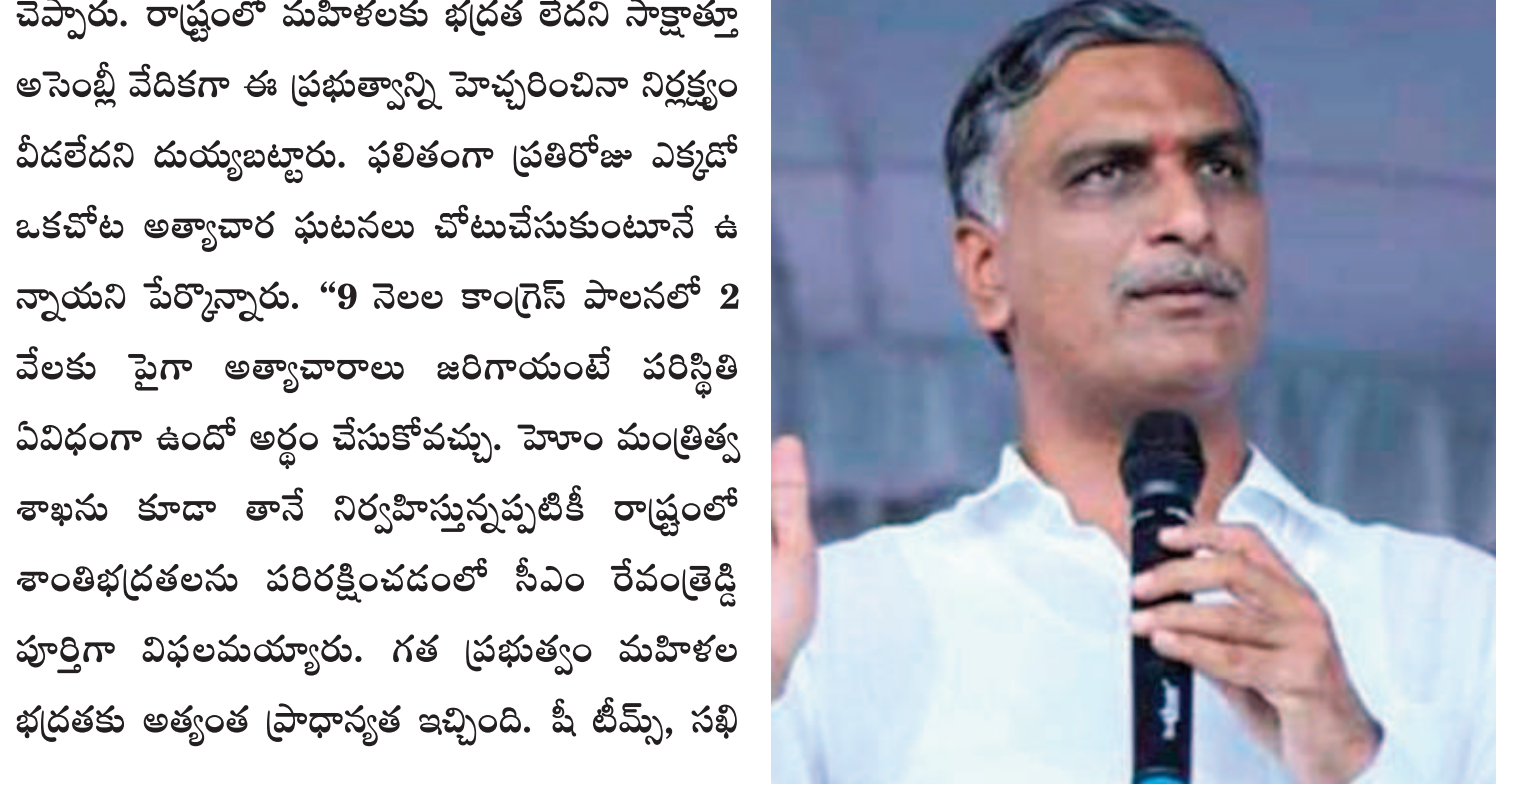 చెప్పారు. రాష్ట్రంలో మహిళలకు భద్రత లేదని సాక్షాత్తూ
అసెంబ్లీ వేదికగా ఈ ప్రభుత్వాన్ని హెచ్చరించినా నిర్లక్ష్యం
వీడలేదని దుయ్యబట్టారు. ఫలితంగా ప్రతిరోజు ఎక్కడో
ఒకచోట అత్యాచార ఘటనలు చోటుచేసుకుంటూనే ఉ
న్నాయని పేర్కొన్నారు. “9 నెలల కాంగ్రెస్ పాలనలో 2
వేలకు పైగా అత్యాచారాలు జరిగాయంటే పరిస్థితి
ఏవిధంగా ఉందో అర్థం చేసుకోవచ్చు. హెూం మంత్రిత్వ
శాఖను కూడా తానే నిర్వహిస్తున్నప్పటికీ రాష్ట్రంలో
శాంతిభద్రతలను పరిరక్షించడంలో సీఎం రేవంత్రెడ్డి
పూర్తిగా విఫలమయ్యారు. గత ప్రభుత్వం మహిళల
భద్రతకు అత్యంత ప్రాధాన్యత ఇచ్చింది. షీ టీమ్స్, సఖి